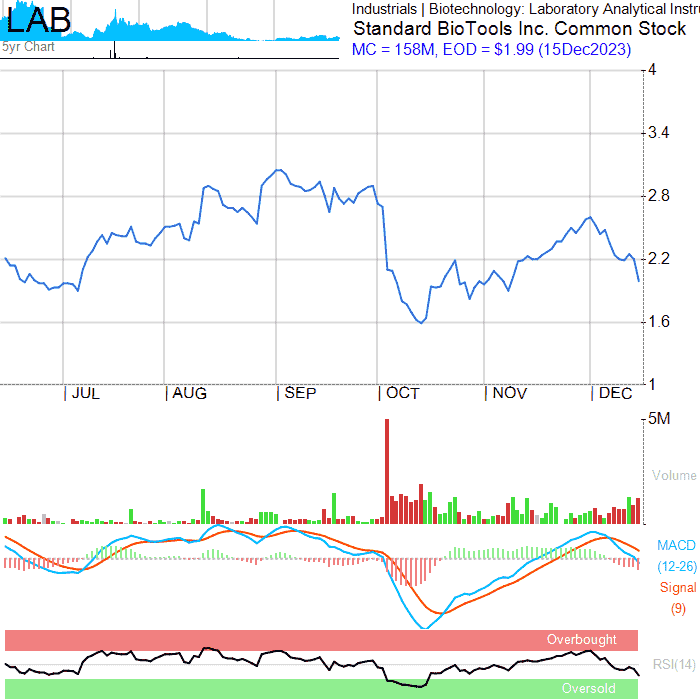 LAB
5yr Chart
Industrials | Biotechnology: Laboratory Analytical Instru
Standard BioTools Inc. Common Stock
MC = 158M, EOD = $1.99 (15Dec2023)
4
3.4
2.8
2.2
1.6
1
JUL AUG SEP OCT NOV DEC
5M
Volume
MACD
(12-26)
Signal
(9)
Overbought
RSI(14)
Oversold